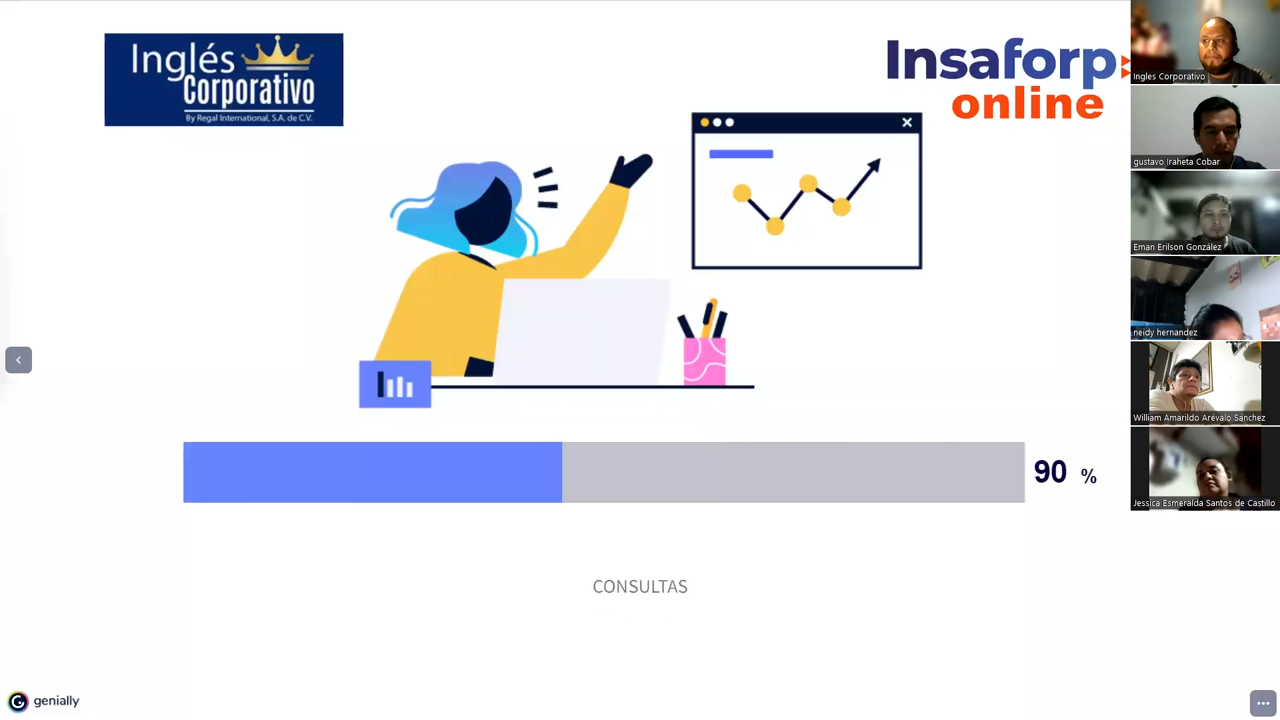 Inglés
Corporativo
By Regal International, S.A. de C.V.
Insaforp
online
90 %
CONSULTAS
genially
Ingles Corporativo
gustavo Iraheta Cobar
Eman Erilson González
neidy hernandez
William Amarildo Arévalo Sánchez
Jessica Esmeralda Santos de Castillo